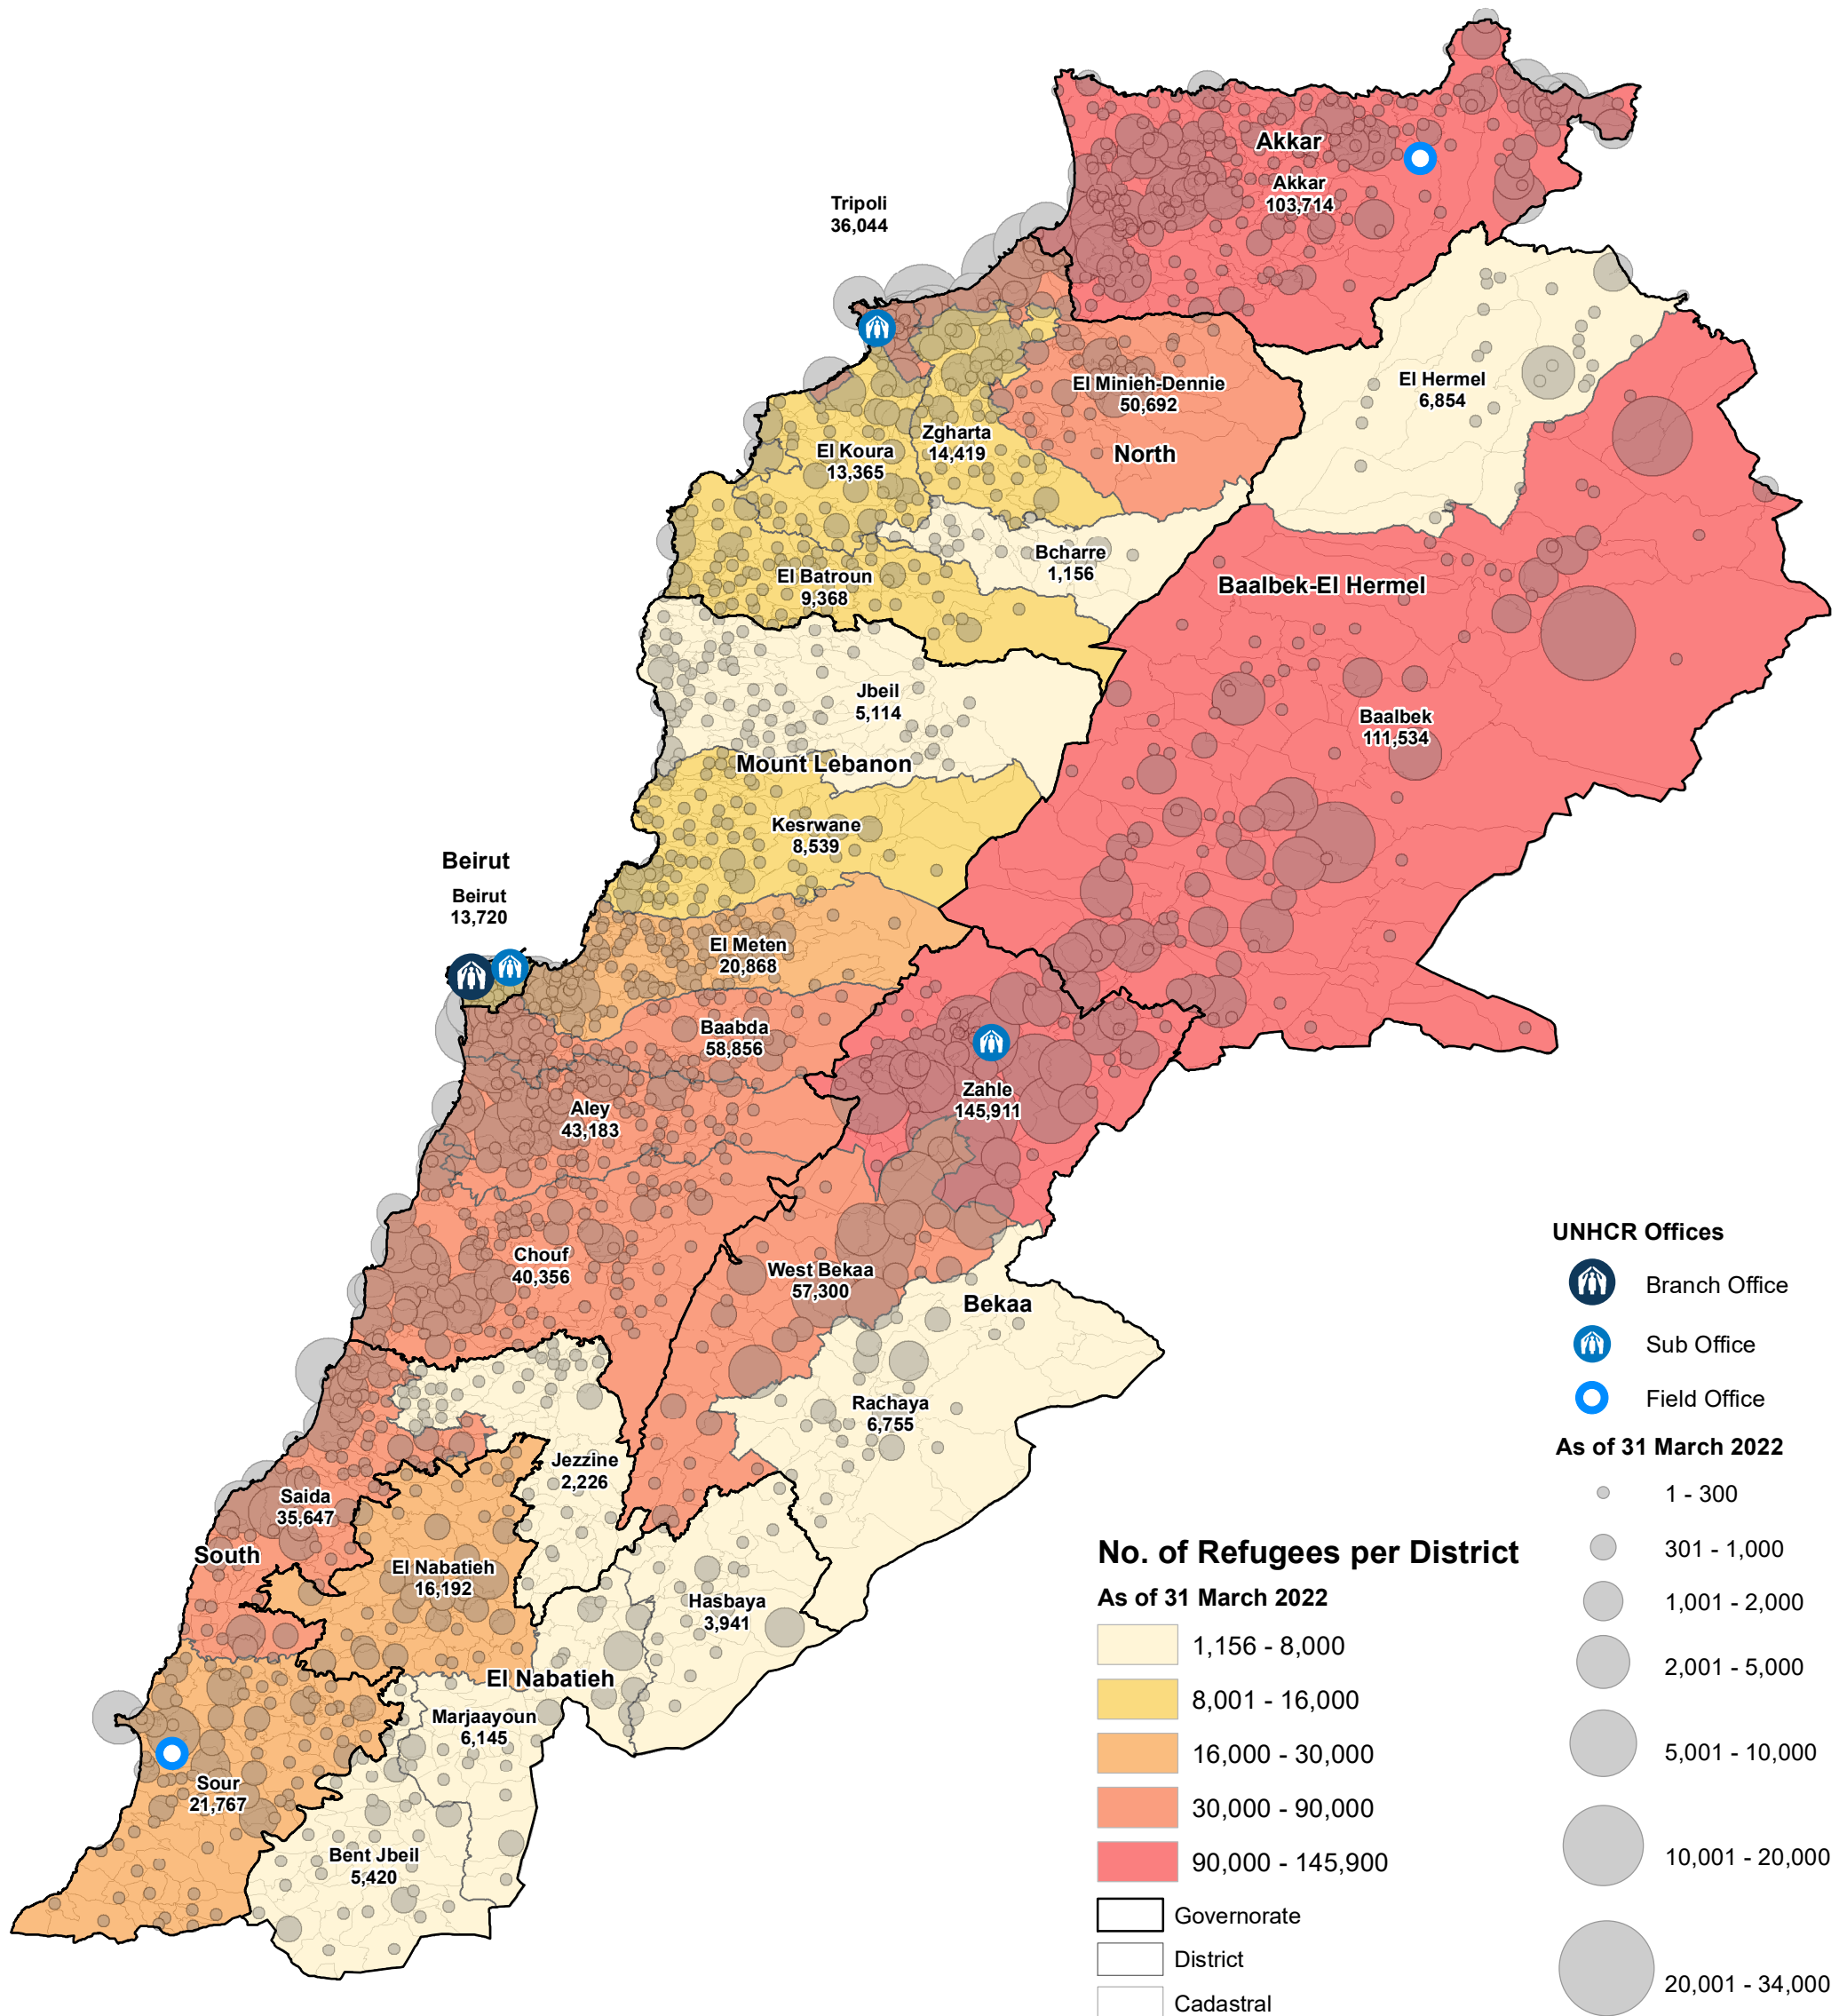 Akkar
Akkar
103,714
Tripoli
36,044
El Hermel
6,854
El Minieh-Dennie
50,692
Zgharta
14,419
El Koura
13,365
North
Bcharre
1,156
El Batroun
9,368
Baalbek-El Hermel
Jbeil
5,114
Baalbek
111,534
Mount Lebanon
Kesrwane
8,539
Beirut
Beirut
13,720
El Meten
20,868
Baabda
58,856
Zahle
145,911
Aley
43,183
Chouf
40,356
West Bekaa
57,300
Bekaa
Rachaya
6,755
Jezzine
2,226
Saida
35,647
South
El Nabatieh
16,192
Hasbaya
3,941
El Nabatieh
Marjaayoun
6,145
Sour
21,767
Bent Jbeil
5,420
UNHCR Offices
Branch Office
Sub Office
Field Office
As of 31 March 2022
1 - 300
301 - 1,000
1,001 - 2,000
2,001 - 5,000
5,001 - 10,000
10,001 - 20,000
20,001 - 34,000
No. of Refugees per District
As of 31 March 2022
1,156 - 8,000
8,001 - 16,000
16,000 - 30,000
30,000 - 90,000
90,000 - 145,900
Governorate
District
Cadastral